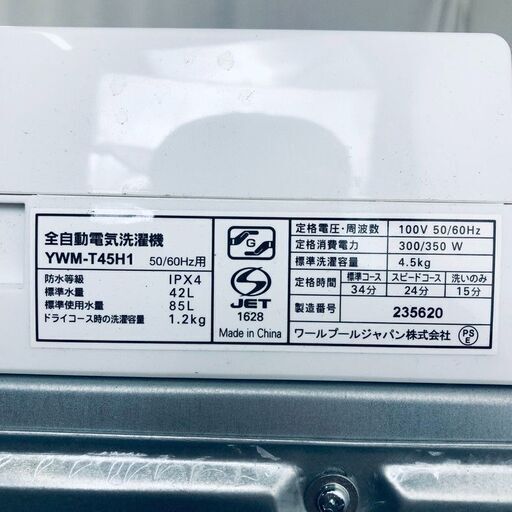 全自動電気洗濯機
YWM-T45H1 50/60Hz用
防水等級 IPX4
標準水量 42L
標準使用水量 85L
ドライコース時の洗濯容量 1.2kg
G
JET
1628
Made in China
定格電圧・周波数 100V 50/60Hz
定格消費電力 300/350 W
標準洗濯容量 4.5kg
定格時間 標準コース スピードコース 洗いのみ
34分 24分 15分
製造番号 235620
ワールプールジャパン株式会社 PSE